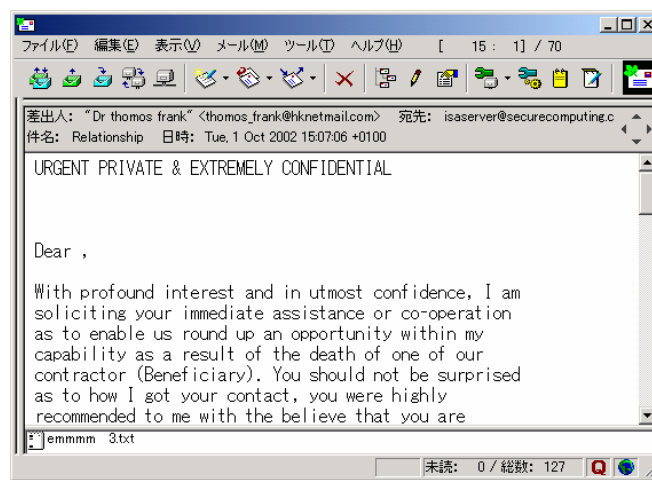 ファイル(F) 編集(E) 表示(V) メール(M) ツール(T) ヘルプ(H) [ 15 : 1] / 70
差出人: "Dr thomos frank" <thomos_frank@hknetmail.com> 宛先: isaserver@securecomputing.c
件名: Relationship 日時: Tue, 1 Oct 2002 15:07:06 +0100
URGENT PRIVATE & EXTREMELY CONFIDENTIAL
Dear ,
With profound interest and in utmost confidence, I am
soliciting your immediate assistance or co-operation
as to enable us round up an opportunity within my
capability as a result of the death of one of our
contractor (Beneficiary). You should not be surprised
as to how I got your contact, you were highly
recommended to me with the believe that you are
emmmm 3.txt
未読: 0 / 総数: 127 Q